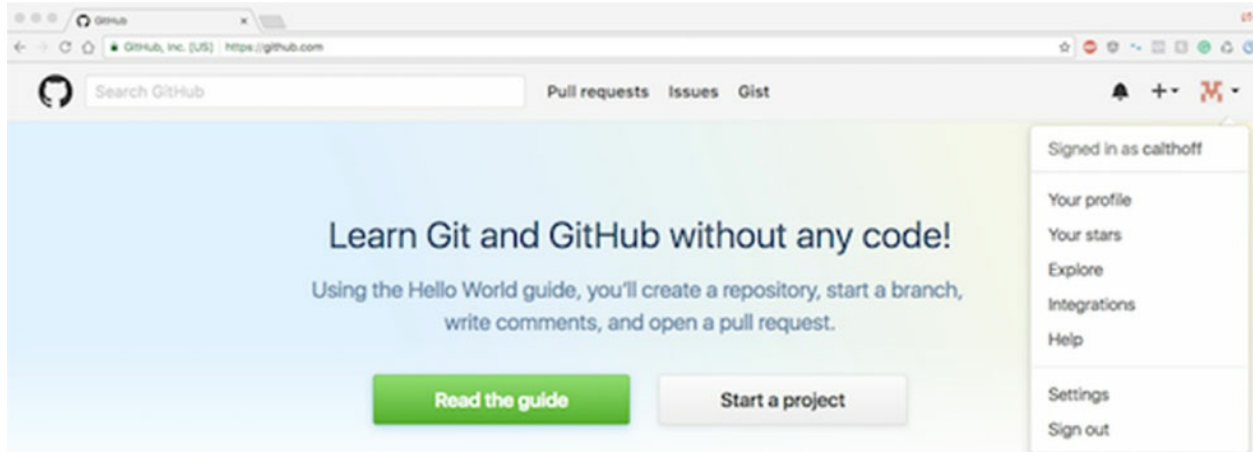 GitHub
GitHub, Inc. [US] https://github.com
Search GitHub
Pull requests Issues Gist
Signed in as calthoff
Your profile
Your stars
Explore
Integrations
Help
Settings
Sign out
Learn Git and GitHub without any code!
Using the Hello World guide, you'll create a repository, start a branch,
write comments, and open a pull request.
Read the guide
Start a project